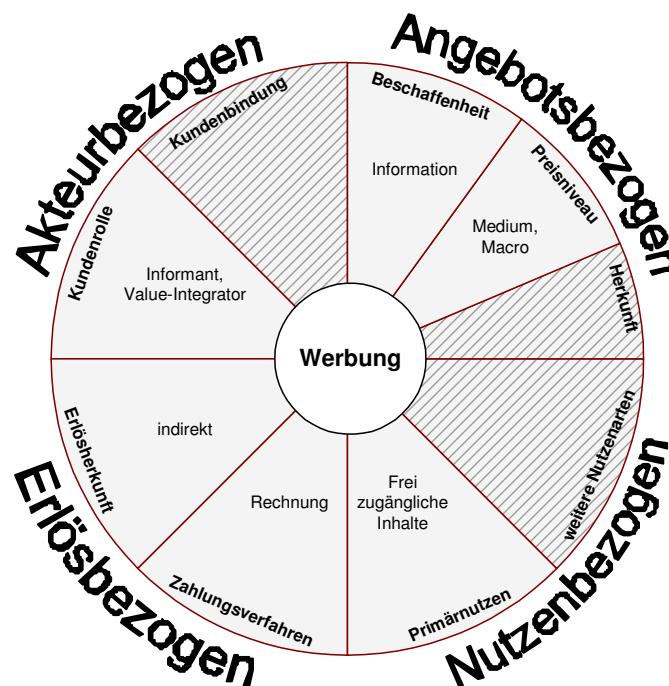 Akteurbezogen
Angebotsbezogen
Kundenbindung
Beschaffenheit
Information
Preisniveau
Medium,
Macro
Herkunft
Kundenrolle
Informant,
Value-Integrator
Werbung
Erlösherkunft
indirekt
Rechnung
Zahlungsverfahren
Frei
zugängliche
Inhalte
Primärnutzen
weitere Nutzenarten
Erlösbezogen
Nutzenbezogen